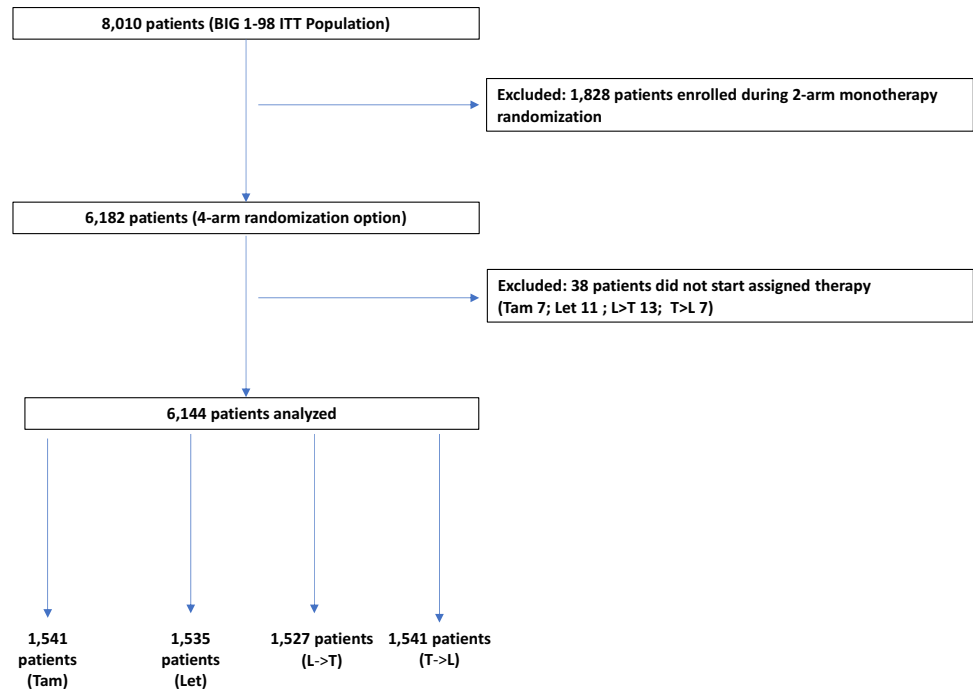 8,010 patients (BIG 1-98 ITT Population)
Excluded: 1,828 patients enrolled during 2-arm monotherapy
randomization
6,182 patients (4-arm randomization option)
Excluded: 38 patients did not start assigned therapy
(Tam 7; Let 11 ; L>T 13; T>L 7)
6,144 patients analyzed
1,541
patients
(Tam)
1,535
patients
(Let)
1,527 patients
(L->T)
1,541 patients
(T->L)